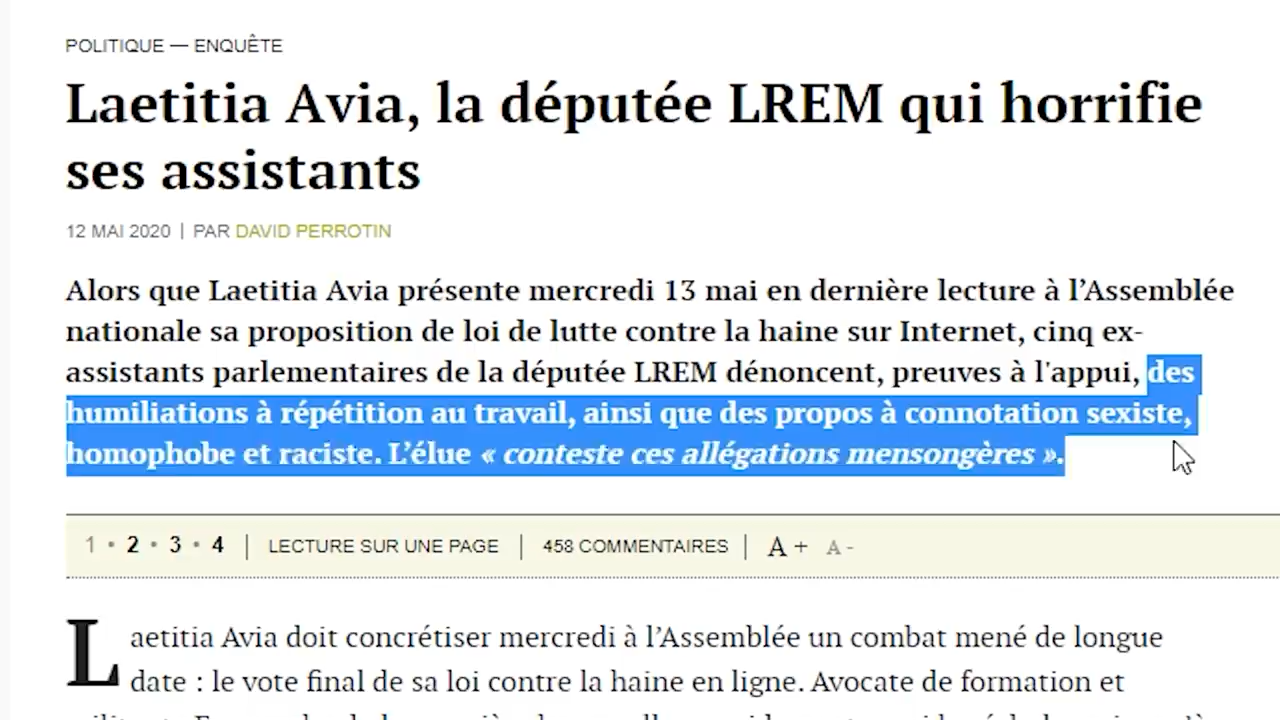 POLITIQUE — ENQUÊTE
Laetitia Avia, la députée LREM qui horrifie
ses assistants
12 MAI 2020 | PAR DAVID PERROTIN
Alors que Laetitia Avia présente mercredi 13 mai en dernière lecture à l’Assemblée
nationale sa proposition de loi de lutte contre la haine sur Internet, cinq ex-
assistants parlementaires de la députée LREM dénoncent, preuves à l'appui, des
humiliations à répétition au travail, ainsi que des propos à connotation sexiste,
homophobe et raciste. L’élue « conteste ces allégations mensongères ».
1 • 2 • 3 • 4 | LECTURE SUR UNE PAGE | 458 COMMENTAIRES | A + A -
Laetitia Avia doit concrétiser mercredi à l’Assemblée un combat mené de longue
date : le vote final de sa loi contre la haine en ligne. Avocate de formation et